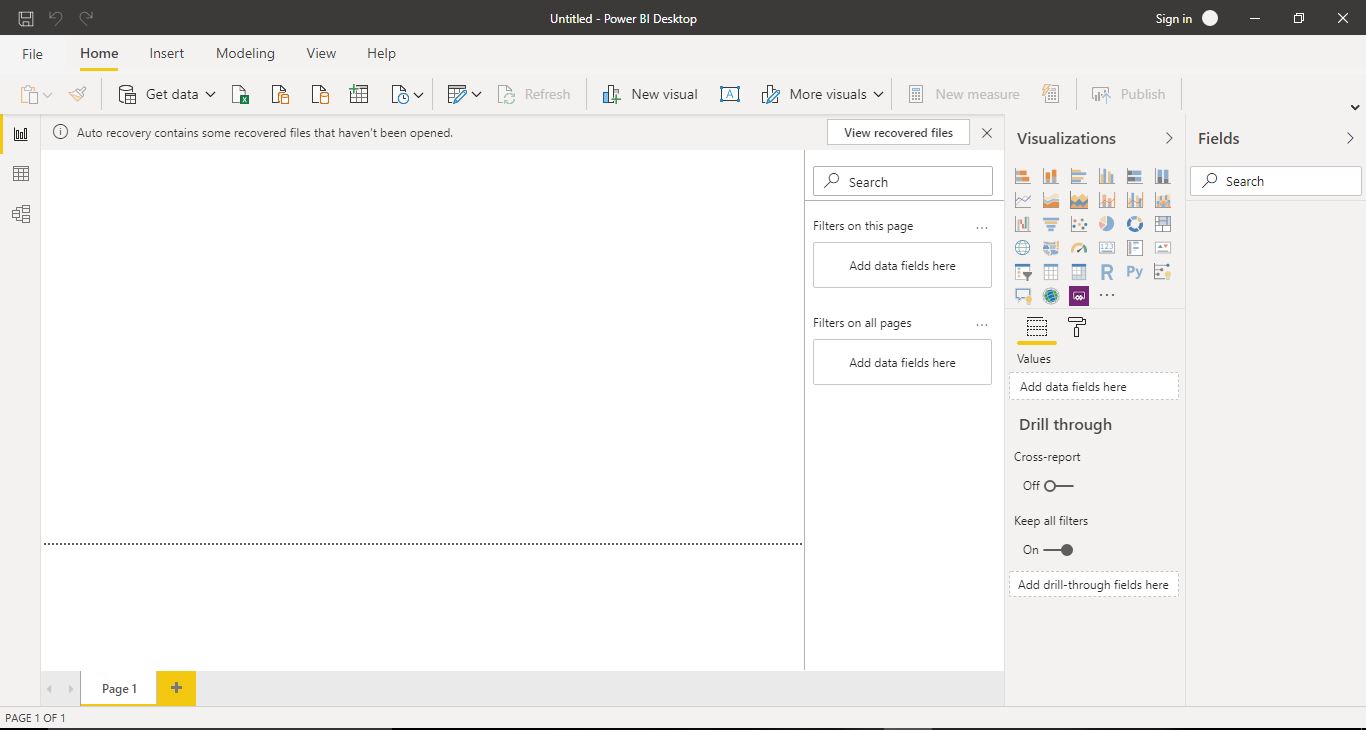 Untitled - Power BI Desktop
Sign in
File Home Insert Modeling View Help
Get data Refresh New visual A More visuals New measure Publish
Auto recovery contains some recovered files that haven't been opened.
View recovered files
Search
Filters on this page ...
Add data fields here
Filters on all pages ...
Add data fields here
Visualizations
123
R Py
...
Values
Add data fields here
Drill through
Cross-report
Off
Keep all filters
On
Add drill-through fields here
Fields
Search
Page 1 +
PAGE 1 OF 1